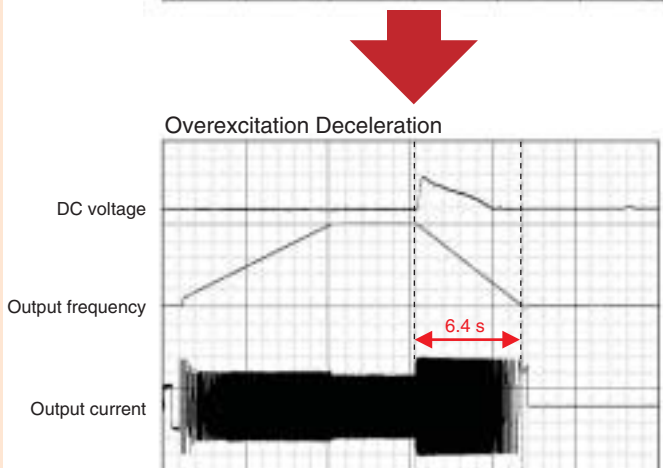 Overexcitation Deceleration
DC voltage
Output frequency
6.4 s
Output current